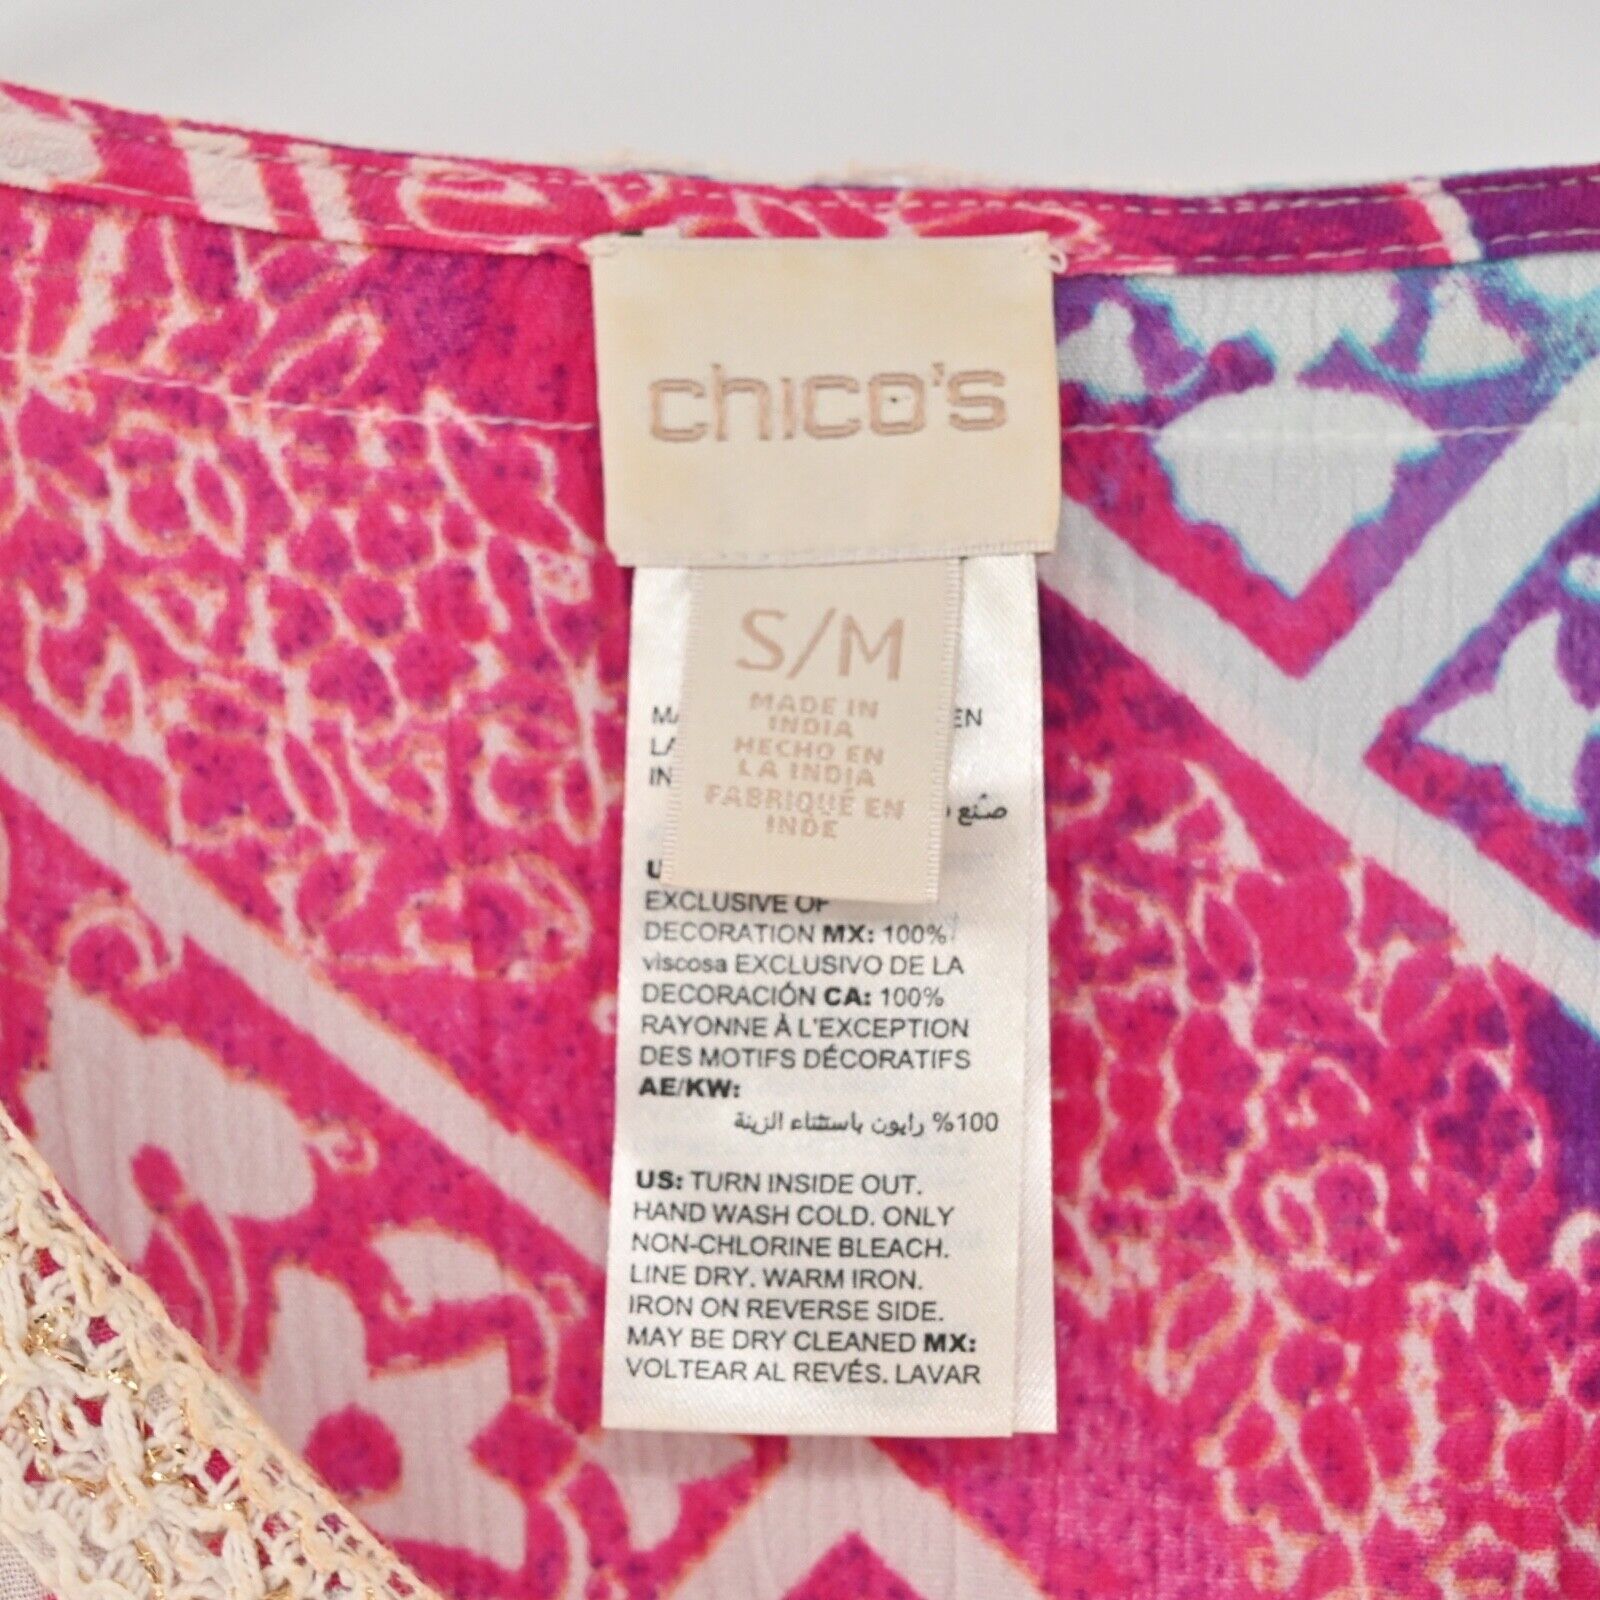 chico's
S/M
MADE IN
INDIA
HECHO EN
LA INDIA
FABRIQUÉ EN
INDE
EN
صنع
EXCLUSIVE OF
DECORATION MX: 100%
viscosa EXCLUSIVO DE LA
DECORACIÓN CA: 100%
RAYONNE À L'EXCEPTION
DES MOTIFS DÉCORATIFS
AE/KW:
100% رايون باستثناء الزينة
US: TURN INSIDE OUT.
HAND WASH COLD. ONLY
NON-CHLORINE BLEACH.
LINE DRY. WARM IRON.
IRON ON REVERSE SIDE.
MAY BE DRY CLEANED MX:
VOLTEAR AL REVÉS. LAVAR